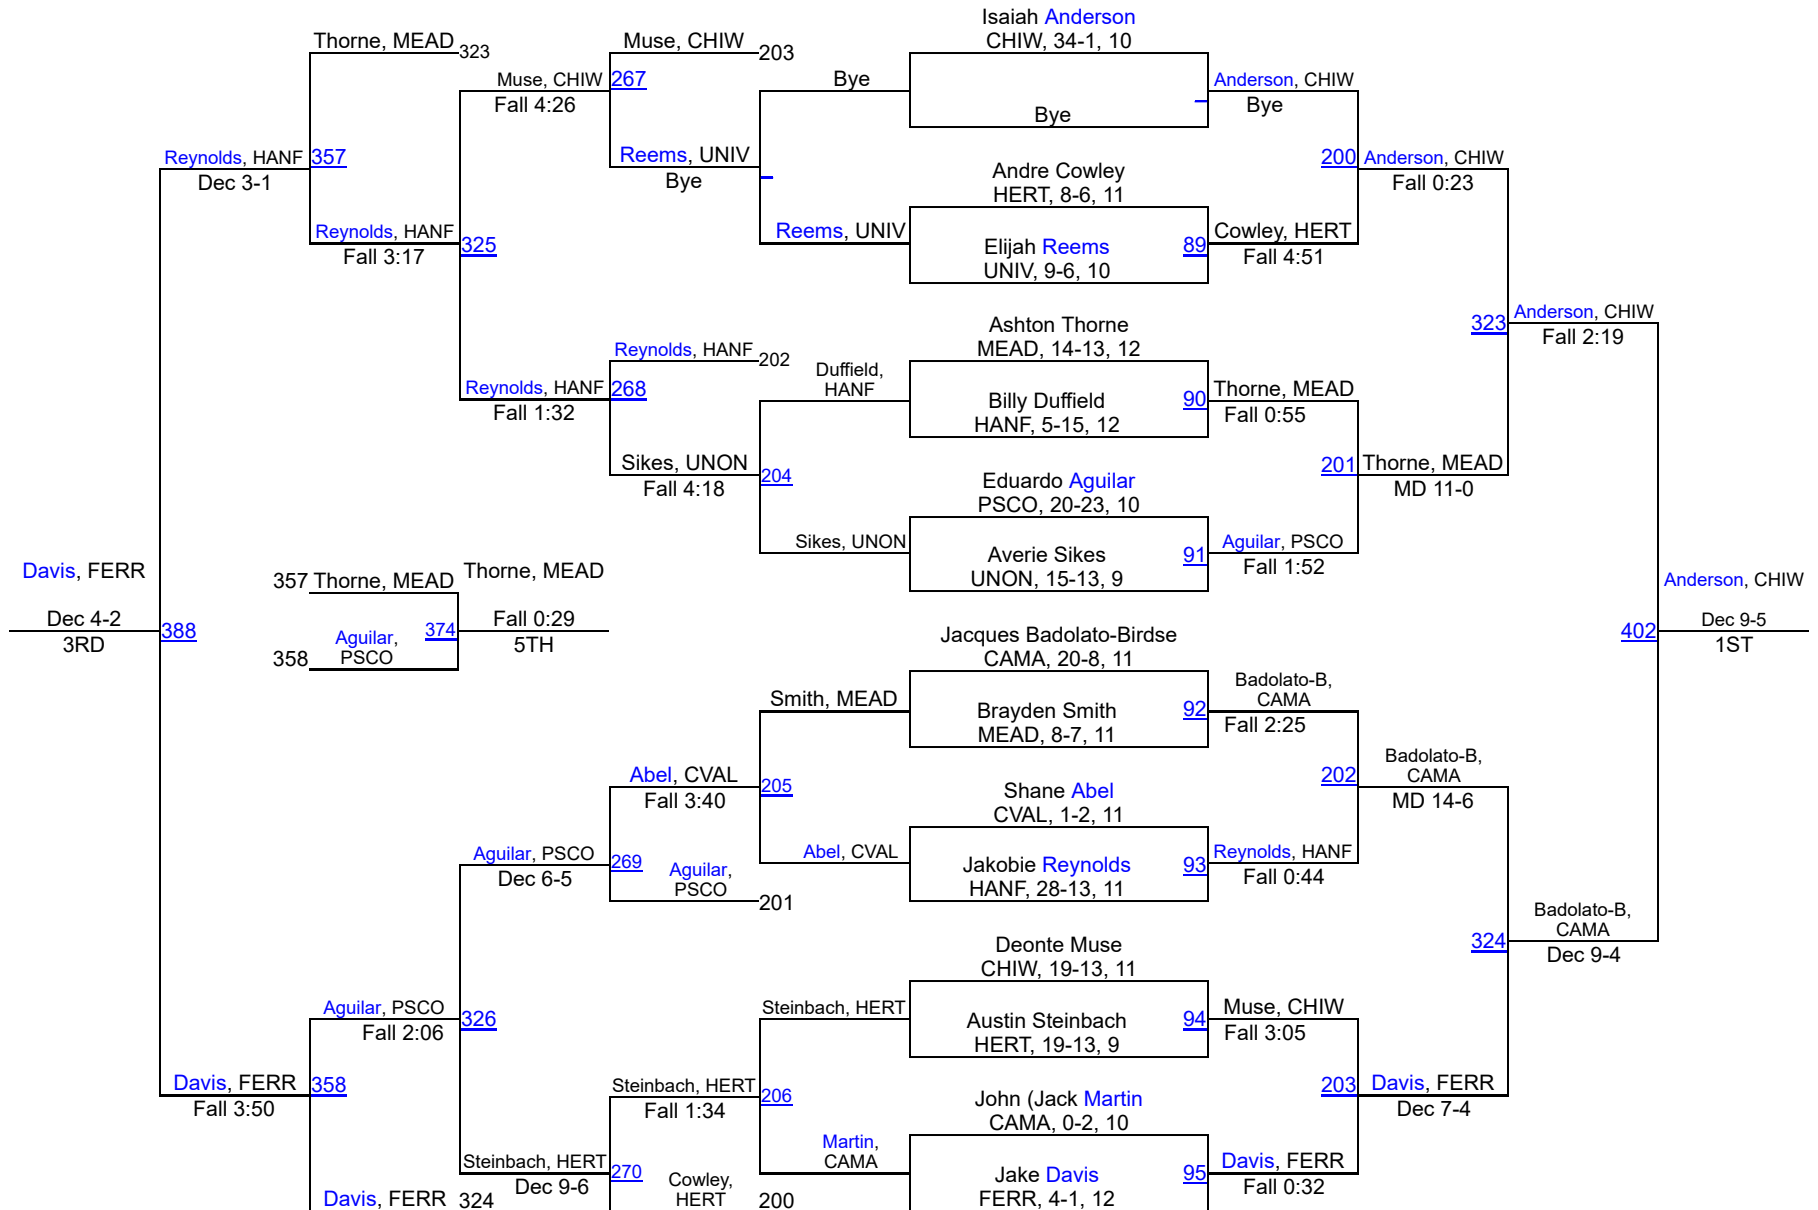 Isaiah Anderson
Thorne, MEAD 323
Muse, CHIW 203
CHIW, 34-1, 10
Muse, CHIW 267
Bye
Anderson, CHIW
Fall 4:26
Bye
Bye
Reynolds, HANF 357
Reems, UNIV
200 Anderson, CHIW
Dec 3-1
Bye
Andre Cowley
Fall 0:23
HERT, 8-6, 11
Reynolds, HANF 325
Reems, UNIV
Elijah Reems 89
Cowley, HERT
Fall 3:17
UNIV, 9-6, 10
Fall 4:51
323 Anderson, CHIW
Fall 2:19
Ashton Thorne
Reynolds, HANF 202
MEAD, 14-13, 12
Duffield,
HANF
Reynolds, HANF 268
Billy Duffield 90
Thorne, MEAD
Fall 1:32
HANF, 5-15, 12
Fall 0:55
Sikes, UNON 204
201 Thorne, MEAD
Fall 4:18
Eduardo Aguilar
MD 11-0
PSCO, 20-23, 10
Sikes, UNON
Averie Sikes 91
Aguilar, PSCO
UNON, 15-13, 9
Fall 1:52
Davis, FERR
357 Thorne, MEAD
Thorne, MEAD
Anderson, CHIW
Dec 4-2
388
Aguilar,
PSCO
374
Fall 0:29
402
Dec 9-5
3RD
358
5TH
1ST
Jacques Badolato-Birdse
CAMA, 20-8, 11
Smith, MEAD
Brayden Smith 92
Badolato-B,
CAMA
MEAD, 8-7, 11
Fall 2:25
Abel, CVAL 205
202
Badolato-B,
CAMA
Fall 3:40
Shane Abel
MD 14-6
CVAL, 1-2, 11
Aguilar, PSCO 269
Abel, CVAL
Jakobie Reynolds 93
Reynolds, HANF
Dec 6-5
Aguilar,
PSCO
201
HANF, 28-13, 11
Fall 0:44
324
Badolato-B,
CAMA
Dec 9-4
Deonte Muse
CHIW, 19-13, 11
Aguilar, PSCO 326
Steinbach, HERT
Austin Steinbach 94
Muse, CHIW
Fall 2:06
HERT, 19-13, 9
Fall 3:05
Davis, FERR 358
Steinbach, HERT 206
203 Davis, FERR
Fall 3:50
Fall 1:34
John (Jack Martin
Dec 7-4
CAMA, 0-2, 10
Steinbach, HERT 270
Martin,
CAMA
Jake Davis 95
Davis, FERR
Dec 9-6
FERR, 4-1, 12
Fall 0:32
Davis, FERR 324
Cowley,
HERT
200